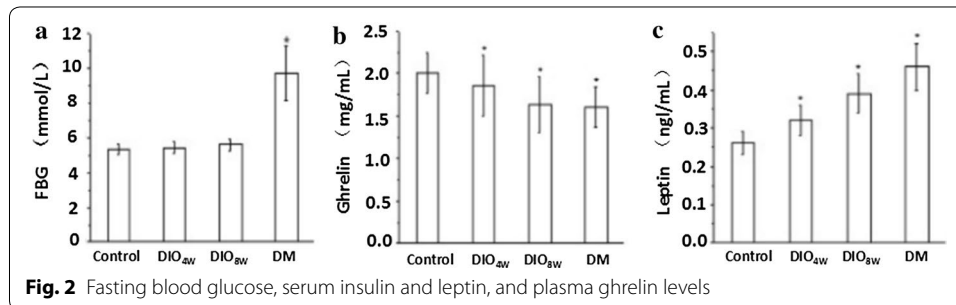 a
FBG （mmol/L）
12
10
8
6
4
2
0
*
Control DIO4W DIO8W DM
b
Ghrelin （mg/mL）
2.5
2.0
1.5
1.0
0.5
0.0
* * *
Control DIO4W DIO8W DM
c
Leptin （ngl/mL）
0.5
0.4
0.3
0.2
0.1
0.0
* * *
Control DIO4W DIO8W DM
Fig. 2 Fasting blood glucose, serum insulin and leptin, and plasma ghrelin levels